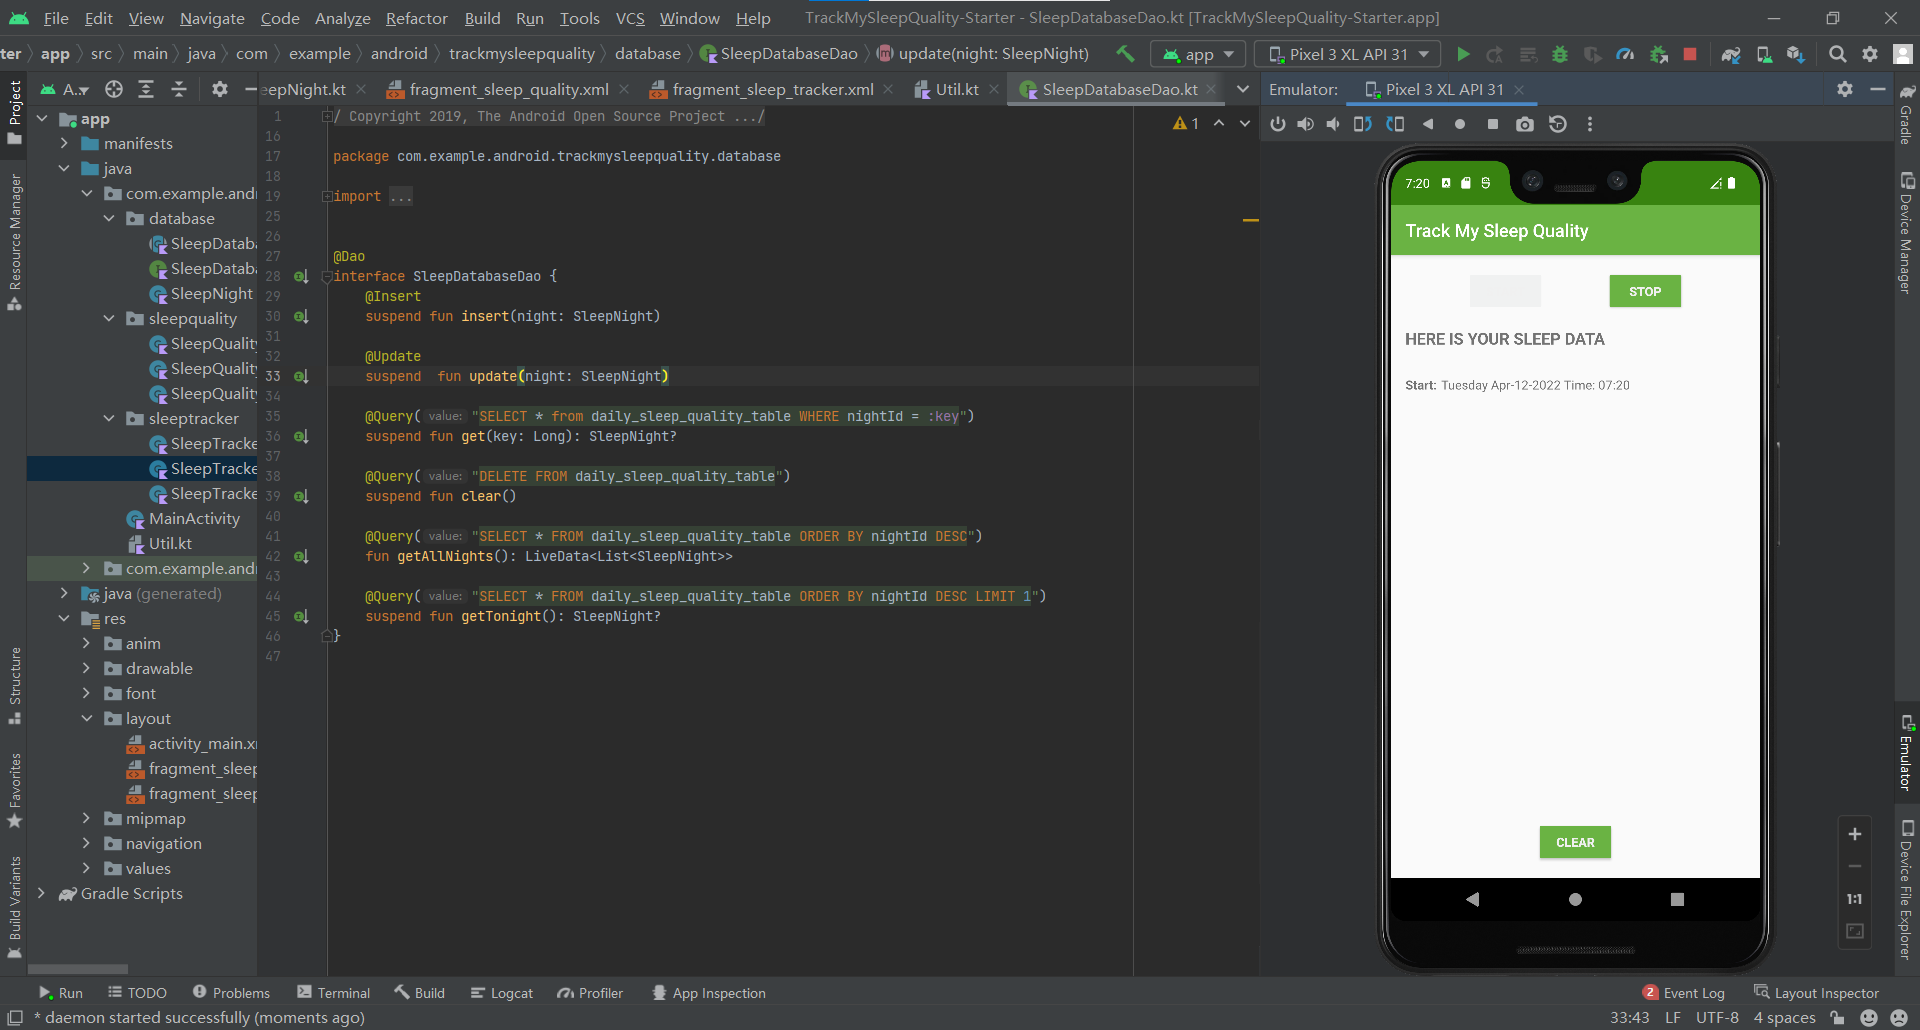 File Edit View Navigate Code Analyze Refactor Build Run Tools VCS Window Help TrackMySleepQuality-Starter - SleepDatabaseDao.kt [TrackMySleepQuality-Starter.app]
ter app src main java com example android trackmysleepquality database SleepDatabaseDao update(night: SleepNight) app Pixel 3 XL API 31
A... eepNight.kt fragment_sleep_quality.xml fragment_sleep_tracker.xml Util.kt SleepDatabaseDao.kt Emulator: Pixel 3 XL API 31
Project
Resource Manager
Structure
Favorites
Build Variants
app
manifests
java
com.example.andr
database
SleepDataba
SleepDataba
SleepNight
sleepquality
SleepQuality
SleepQuality
SleepQuality
sleeptracker
SleepTracke
SleepTracke
SleepTracke
MainActivity
Util.kt
com.example.andr
java (generated)
res
anim
drawable
font
layout
activity_main.xm
fragment_sleep
fragment_sleep
mipmap
navigation
values
Gradle Scripts
1 / Copyright 2019, The Android Open Source Project .../
1
16
17 package com.example.android.trackmysleepquality.database
18
19 import ...
25
26
27 @Dao
28 interface SleepDatabaseDao {
29 @Insert
30 suspend fun insert(night: SleepNight)
31
32 @Update
33 suspend  fun update(night: SleepNight)
34
35 @Query( value: "SELECT * from daily_sleep_quality_table WHERE nightId = :key")
36 suspend fun get(key: Long): SleepNight?
37
38 @Query( value: "DELETE FROM daily_sleep_quality_table")
39 suspend fun clear()
40
41 @Query( value: "SELECT * FROM daily_sleep_quality_table ORDER BY nightId DESC")
42 fun getAllNights(): LiveData<List<SleepNight>>
43
44 @Query( value: "SELECT * FROM daily_sleep_quality_table ORDER BY nightId DESC LIMIT 1")
45 suspend fun getTonight(): SleepNight?
46 }
47
7:20
Track My Sleep Quality
STOP
HERE IS YOUR SLEEP DATA
Start: Tuesday Apr-12-2022 Time: 07:20
CLEAR
1:1
Gradle
Device Manager
Emulator
Device File Explorer
Run TODO Problems Terminal Build Logcat Profiler App Inspection 2 Event Log Layout Inspector
* daemon started successfully (moments ago) 33:43 LF UTF-8 4 spaces